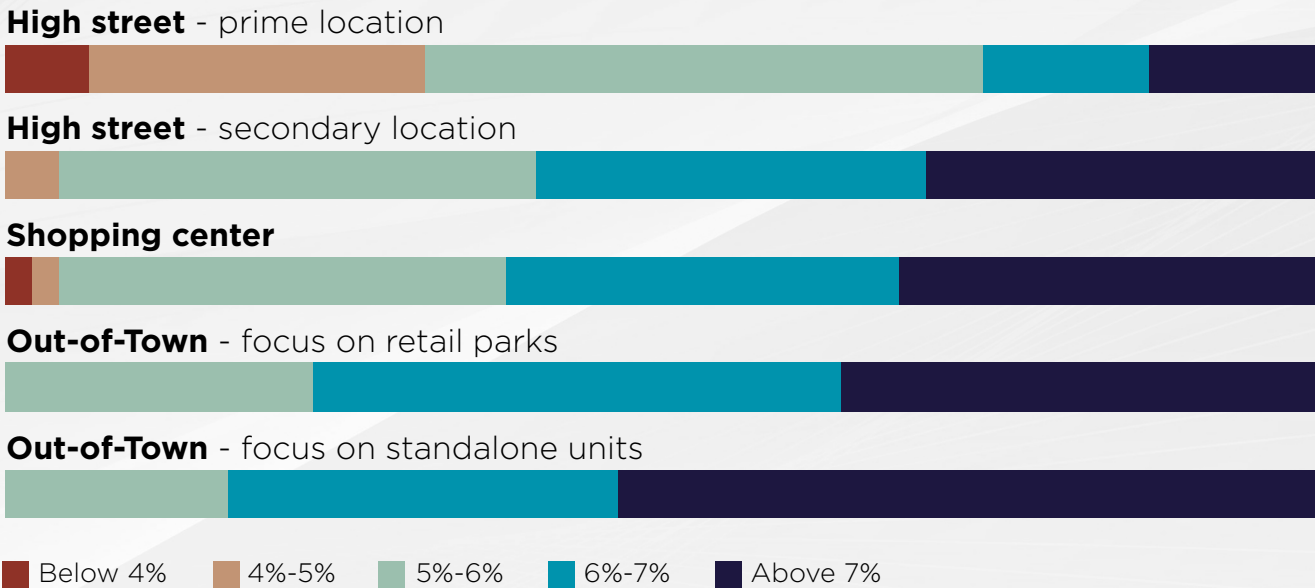 High street - prime location
High street - secondary location
Shopping center
Out-of-Town - focus on retail parks
Out-of-Town - focus on standalone units
Below 4% 4%-5% 5%-6% 6%-7% Above 7%